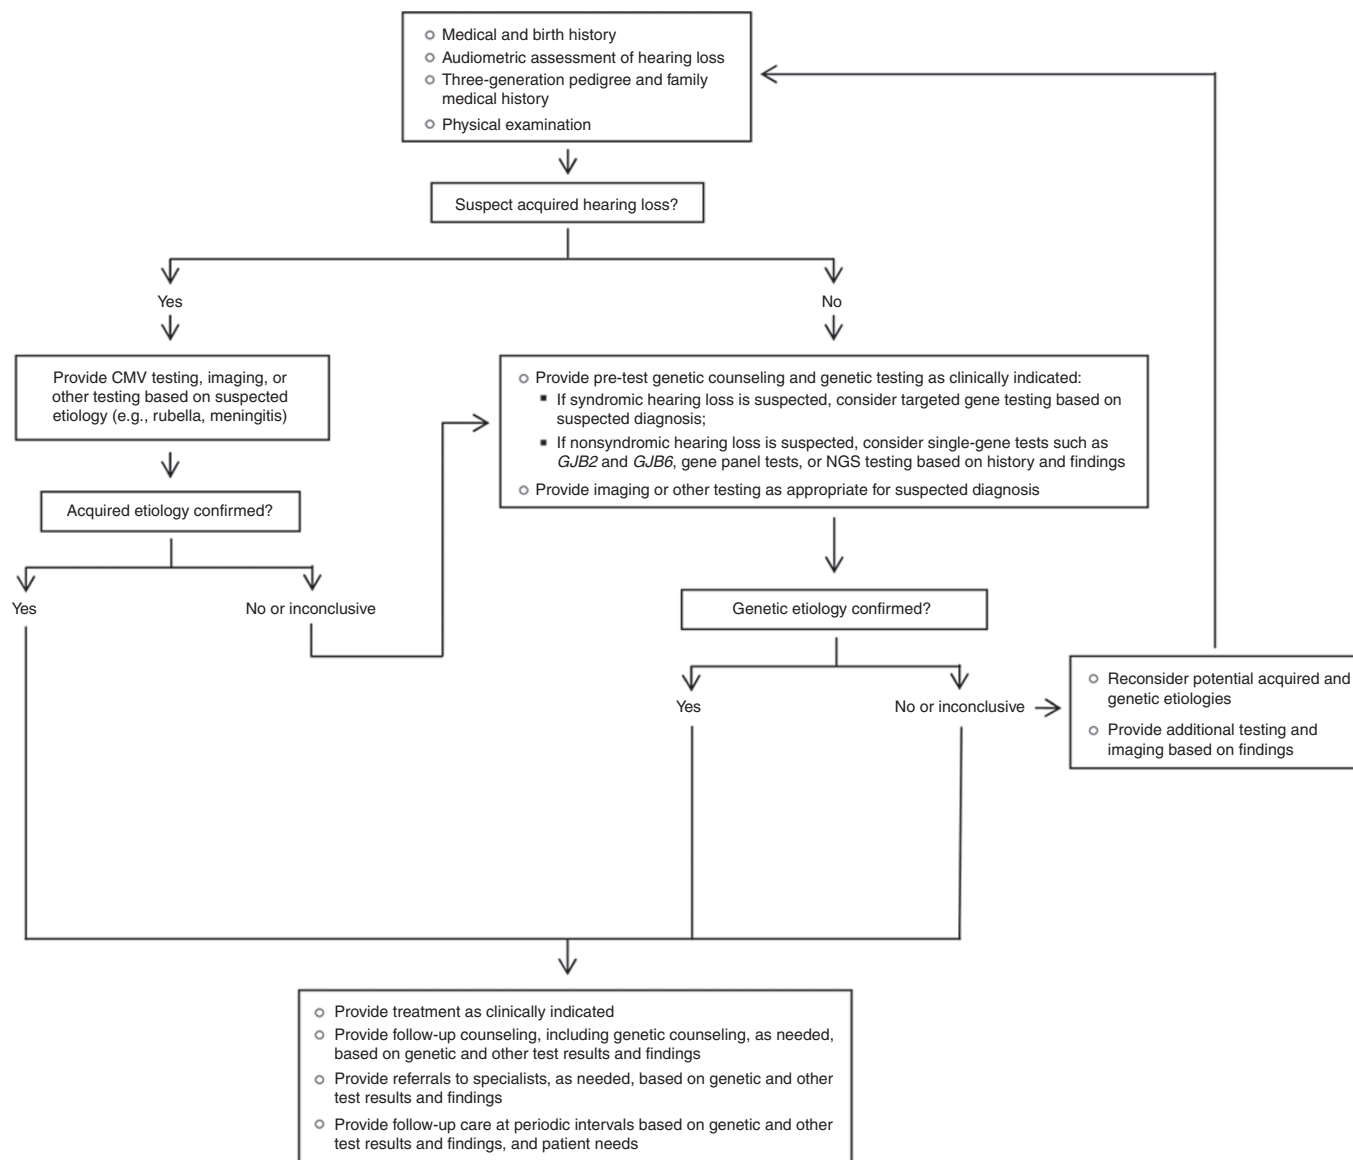 Medical and birth history
Audiometric assessment of hearing loss
Three-generation pedigree and family
medical history
Physical examination
Suspect acquired hearing loss?
Yes
No
Provide CMV testing, imaging, or
other testing based on suspected
etiology (e.g., rubella, meningitis)
Provide pre-test genetic counseling and genetic testing as clinically indicated:
If syndromic hearing loss is suspected, consider targeted gene testing based on
suspected diagnosis;
If nonsyndromic hearing loss is suspected, consider single-gene tests such as
GJB2 and GJB6, gene panel tests, or NGS testing based on history and findings
Provide imaging or other testing as appropriate for suspected diagnosis
Acquired etiology confirmed?
Yes
No or inconclusive
Genetic etiology confirmed?
Yes
No or inconclusive
Reconsider potential acquired and
genetic etiologies
Provide additional testing and
imaging based on findings
Provide treatment as clinically indicated
Provide follow-up counseling, including genetic counseling, as needed,
based on genetic and other test results and findings
Provide referrals to specialists, as needed, based on genetic and other
test results and findings
Provide follow-up care at periodic intervals based on genetic and other
test results and findings, and patient needs